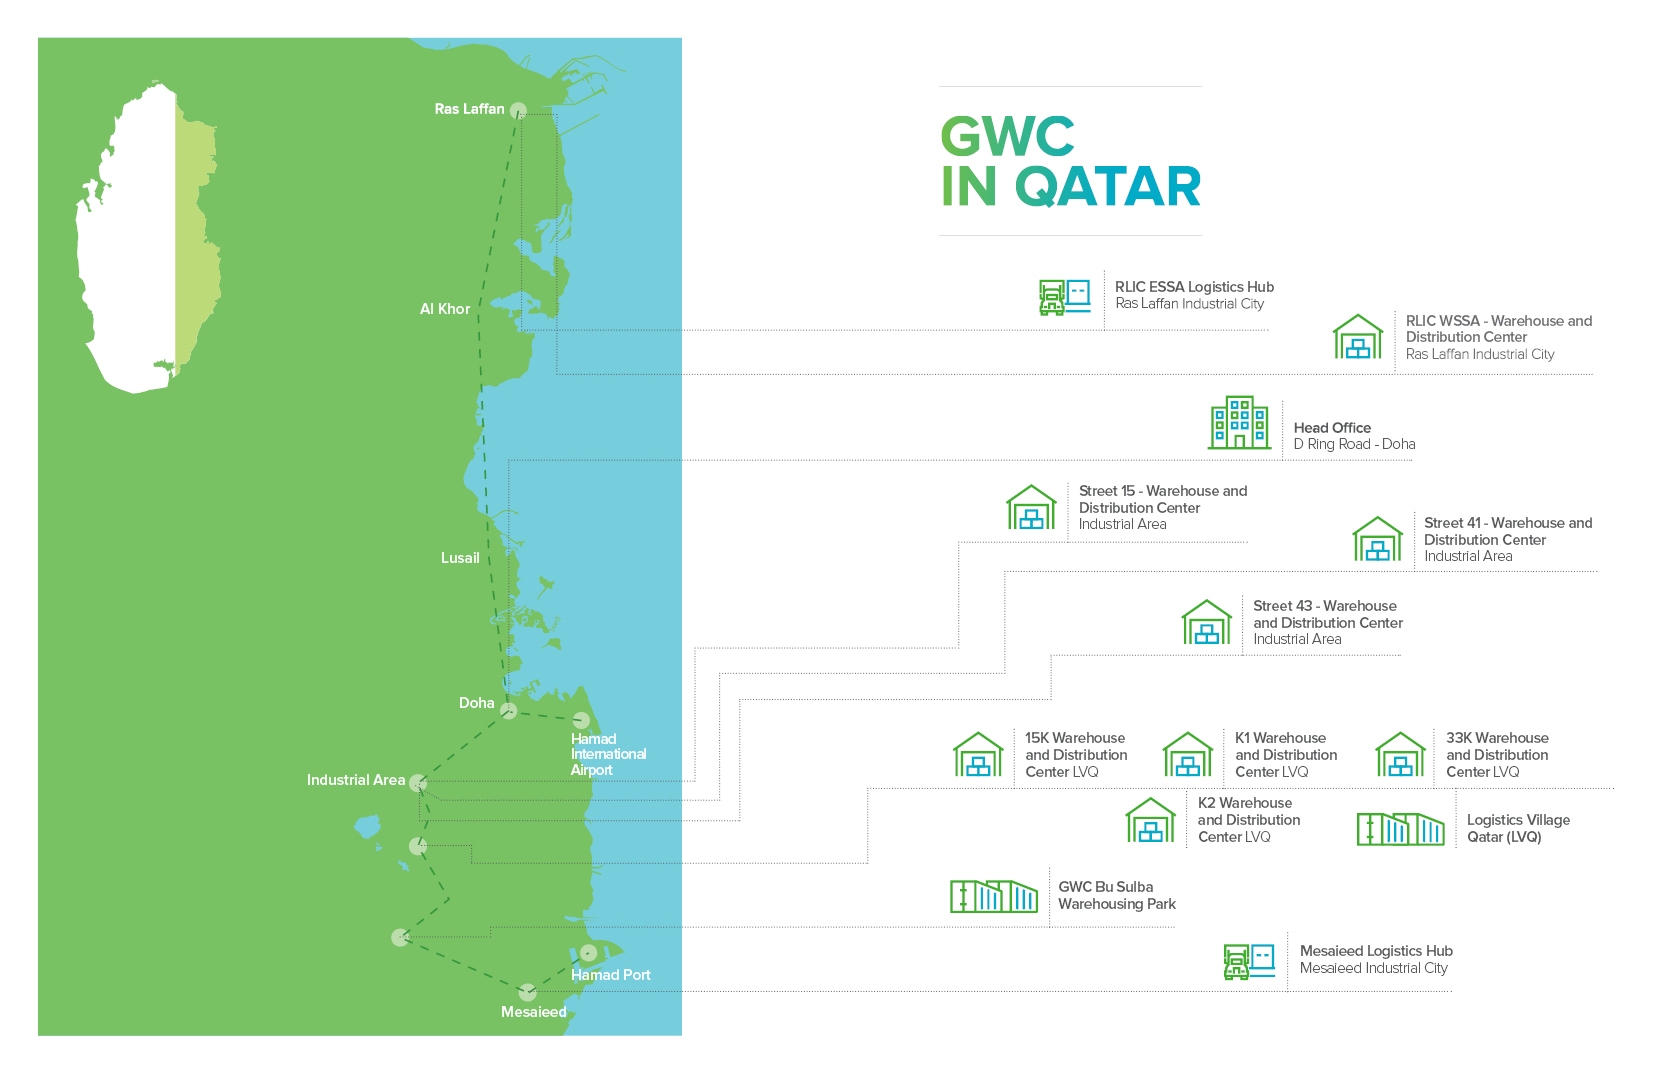 GWC
IN QATAR
Ras Laffan
Al Khor
Lusail
Doha
Hamad
International
Airport
Industrial Area
Hamad Port
Mesaieed
RLIC ESSA Logistics Hub
Ras Laffan Industrial City
RLIC WSSA - Warehouse and
Distribution Center
Ras Laffan Industrial City
Head Office
D Ring Road - Doha
Street 15 - Warehouse and
Distribution Center
Industrial Area
Street 41 - Warehouse and
Distribution Center
Industrial Area
Street 43 - Warehouse
and Distribution Center
Industrial Area
15K Warehouse
and Distribution
Center LVQ
K1 Warehouse
and Distribution
Center LVQ
33K Warehouse
and Distribution
Center LVQ
K2 Warehouse
and Distribution
Center LVQ
Logistics Village
Qatar (LVQ)
GWC Bu Sulba
Warehousing Park
Mesaieed Logistics Hub
Mesaieed Industrial City